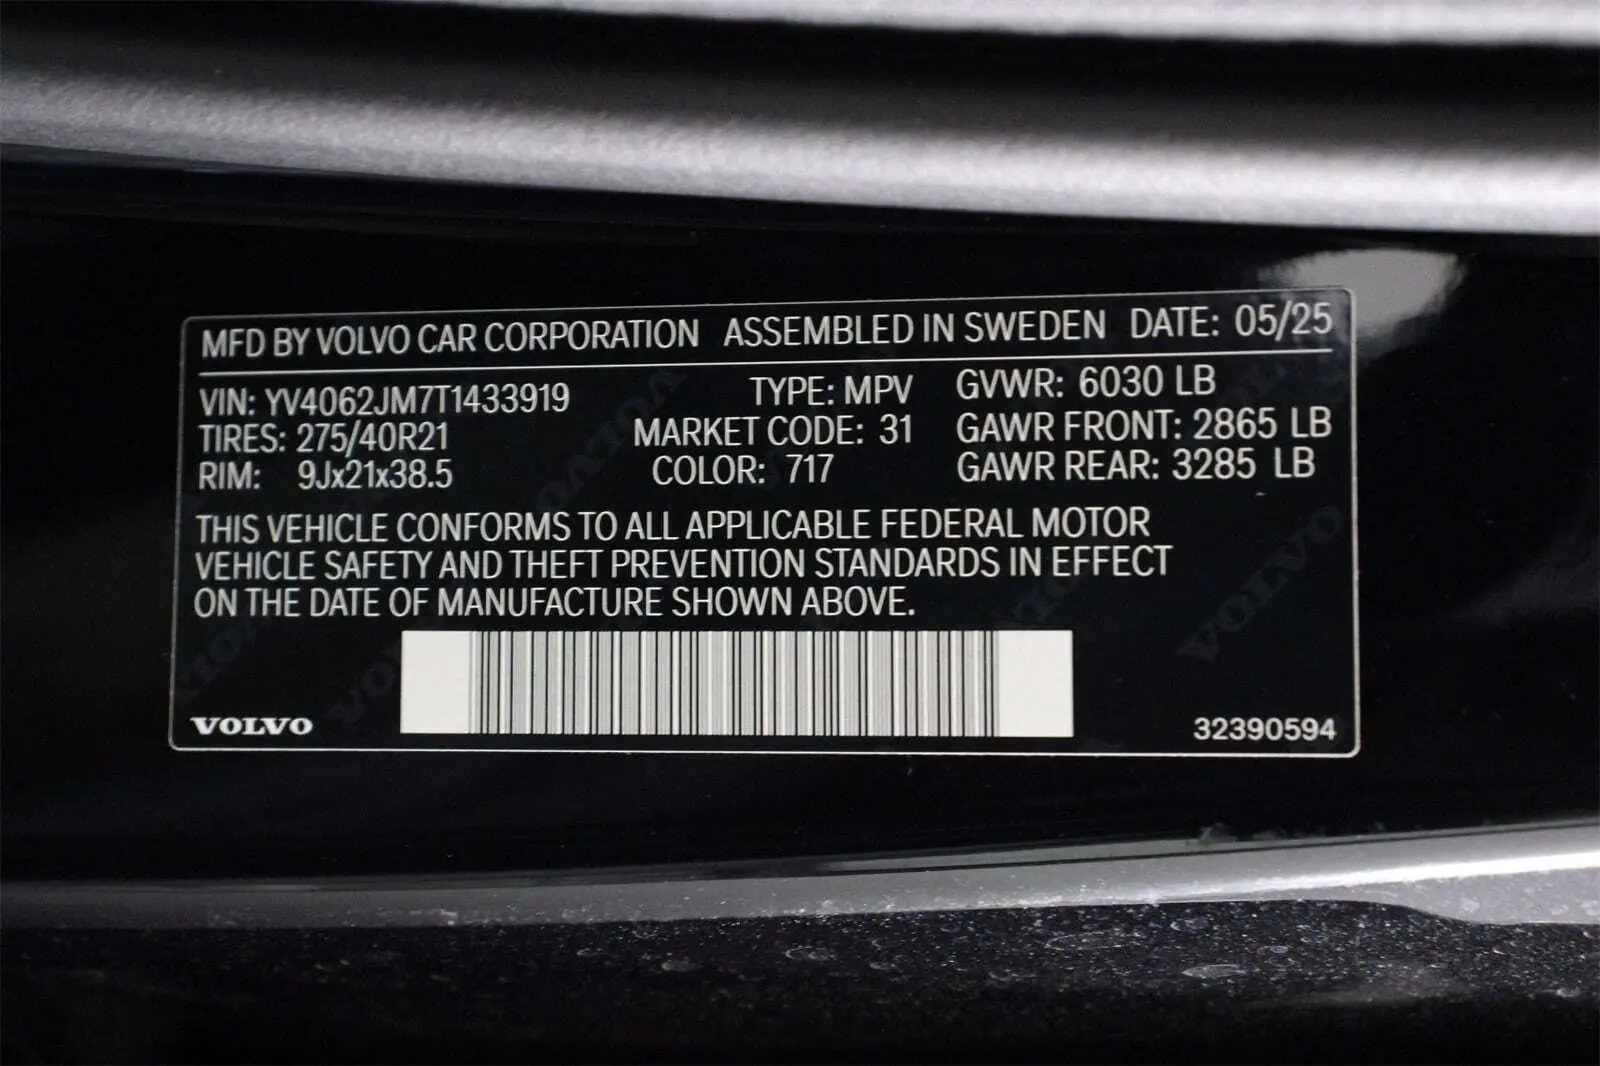 MFD BY VOLVO CAR CORPORATION ASSEMBLED IN SWEDEN DATE: 05/25
VIN: YV4062JM7T1433919 TYPE: MPV GVWR: 6030 LB
TIRES: 275/40R21 MARKET CODE: 31 GAWR FRONT: 2865 LB
RIM: 9Jx21x38.5 COLOR: 717 GAWR REAR: 3285 LB
THIS VEHICLE CONFORMS TO ALL APPLICABLE FEDERAL MOTOR
VEHICLE SAFETY AND THEFT PREVENTION STANDARDS IN EFFECT
ON THE DATE OF MANUFACTURE SHOWN ABOVE.
VOLVO 32390594